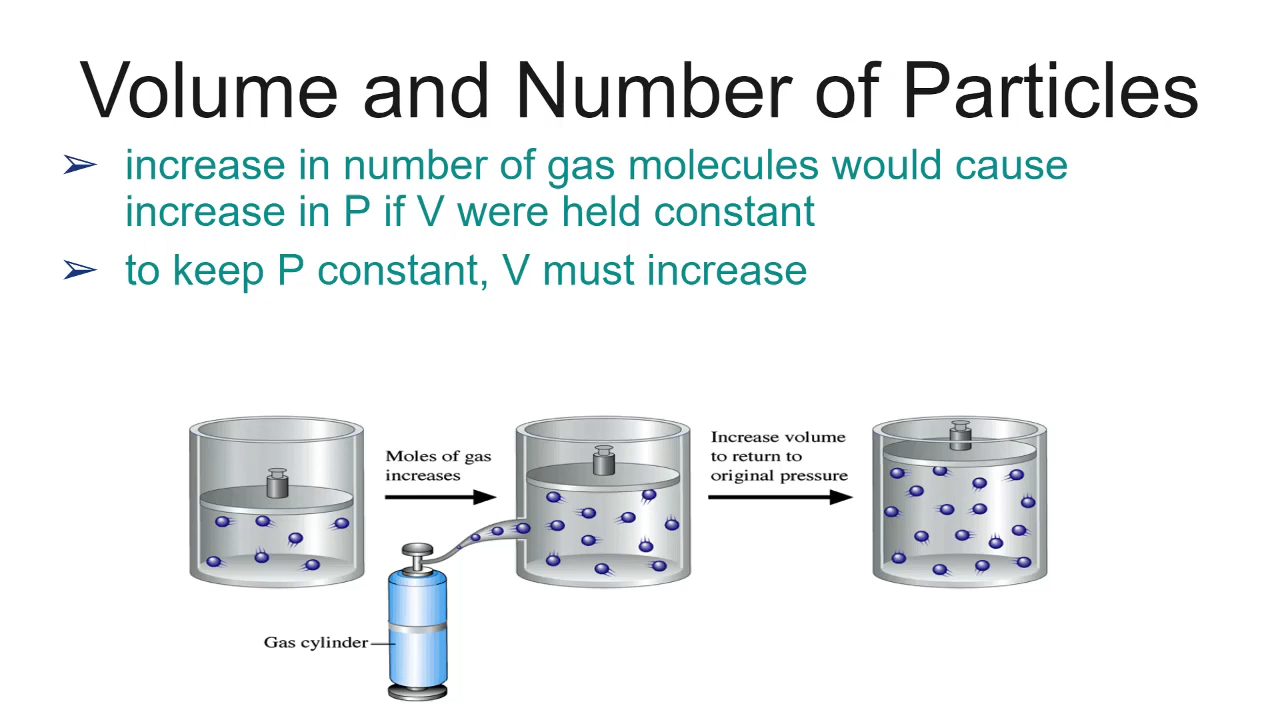 Volume and Number of Particles
➢ increase in number of gas molecules would cause
increase in P if V were held constant
➢ to keep P constant, V must increase
Moles of gas
increases
Increase volume
to return to
original pressure
Gas cylinder